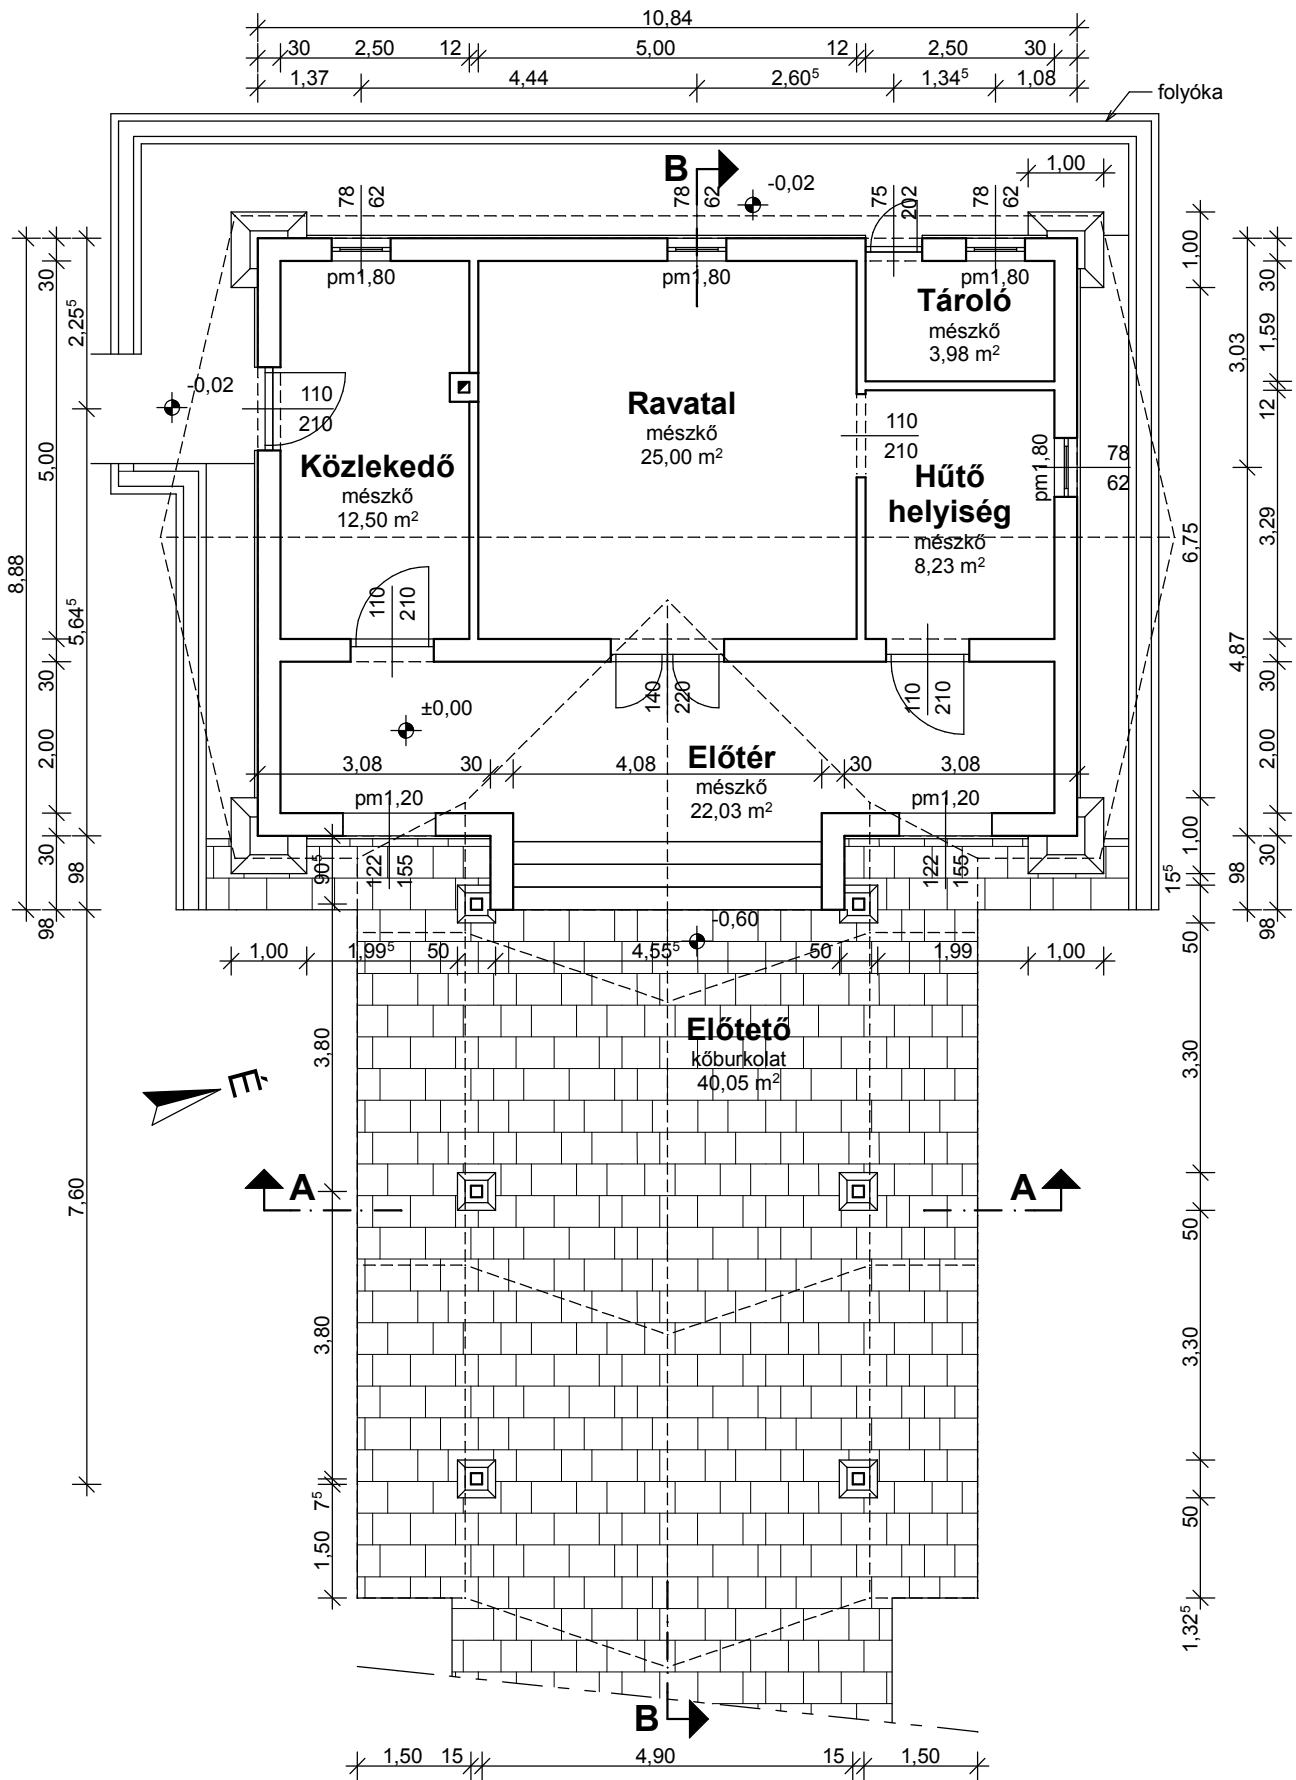 10,84
30 2,50 12 5,00 12 2,50 30
1,37 4,44 2,60⁵ 1,34⁵ 1,08
folyóka
B
-0,02
1,00
78 62
78 62
75 202
78 62
pm1,80
pm1,80
pm1,80
Tároló
mészkő
3,98 m²
-0,02
110
210
Ravatal
mészkő
25,00 m²
110
210
Közlekedő
mészkő
12,50 m²
Hűtő
helyiség
mészkő
8,23 m²
pm1,80
78
62
110 210
140 220
110 210
±0,00
Előtér
mészkő
22,03 m²
3,08 30 4,08 30 3,08
pm1,20
pm1,20
122 155
122 155
90⁵
-0,60
1,00 1,99⁵ 50 4,55⁵ 50 1,99 1,00
Előtető
kőburkolat
40,05 m²
É
A
A
B
1,50 15 4,90 15 1,50
8,88
98
30
5,00
30
2,00
30
98
2,25⁵
5,64⁵
7,60
3,80
3,80
7⁵
1,50
1,00
6,75
1,00
15⁵
50
3,30
50
3,30
50
1,32⁵
3,03
4,87
98
30
1,59
12
3,29
30
2,00
30
98